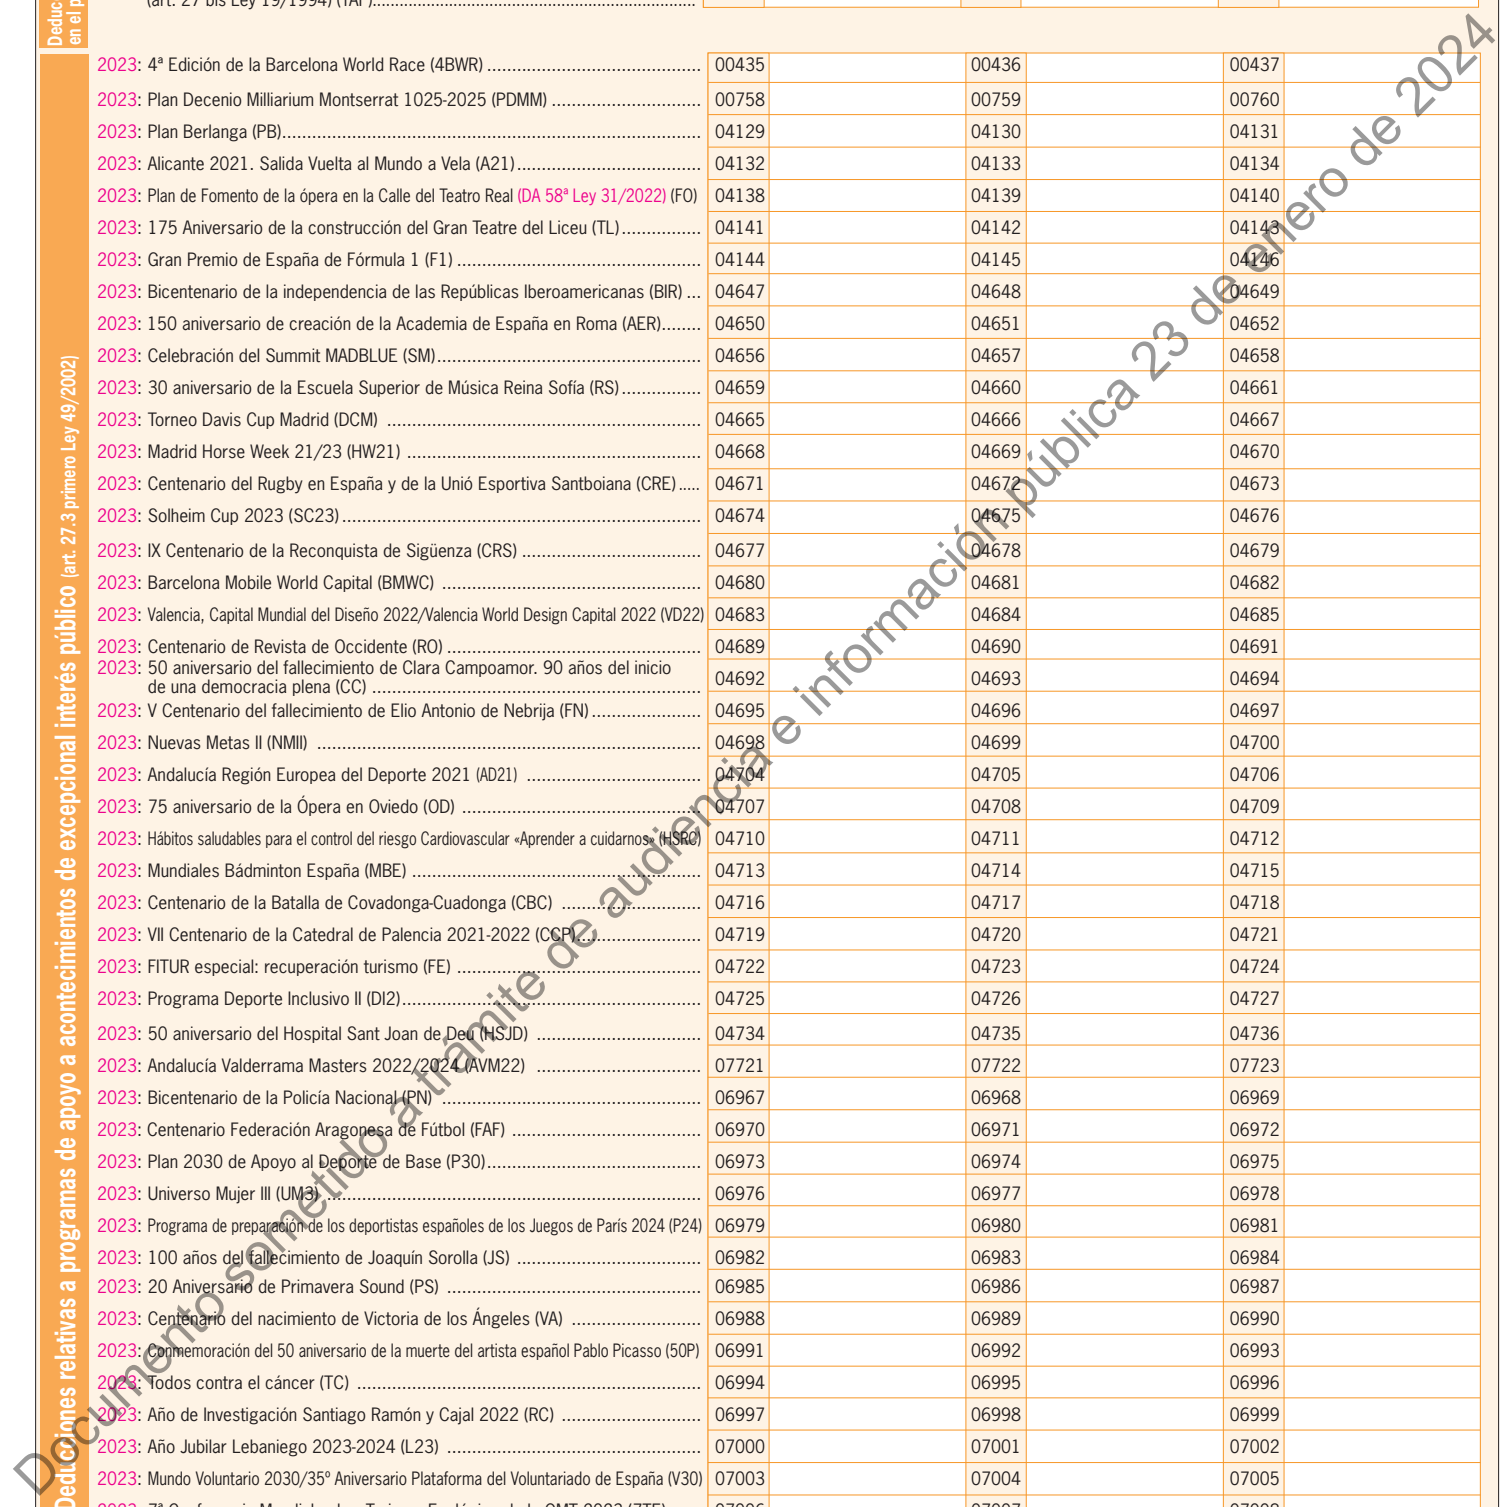 (art. 27 bis Ley 19/1994) (TAP)
2023: 4ª Edición de la Barcelona World Race (4BWR) 00435 00436 00437
2023: Plan Decenio Milliarium Montserrat 1025-2025 (PDMM) 00758 00759 00760
2023: Plan Berlanga (PB) 04129 04130 04131
2023: Alicante 2021. Salida Vuelta al Mundo a Vela (A21) 04132 04133 04134
2023: Plan de Fomento de la ópera en la Calle del Teatro Real (DA 58ª Ley 31/2022) (FO) 04138 04139 04140
2023: 175 Aniversario de la construcción del Gran Teatre del Liceu (TL) 04141 04142 04143
2023: Gran Premio de España de Fórmula 1 (F1) 04144 04145 04146
2023: Bicentenario de la independencia de las Repúblicas Iberoamericanas (BIR) 04647 04648 04649
2023: 150 aniversario de creación de la Academia de España en Roma (AER) 04650 04651 04652
2023: Celebración del Summit MADBLUE (SM) 04656 04657 04658
2023: 30 aniversario de la Escuela Superior de Música Reina Sofía (RS) 04659 04660 04661
2023: Torneo Davis Cup Madrid (DCM) 04665 04666 04667
2023: Madrid Horse Week 21/23 (HW21) 04668 04669 04670
2023: Centenario del Rugby en España y de la Unió Esportiva Santboiana (CRE) 04671 04672 04673
2023: Solheim Cup 2023 (SC23) 04674 04675 04676
2023: IX Centenario de la Reconquista de Sigüenza (CRS) 04677 04678 04679
2023: Barcelona Mobile World Capital (BMWC) 04680 04681 04682
2023: Valencia, Capital Mundial del Diseño 2022/Valencia World Design Capital 2022 (VD22) 04683 04684 04685
2023: Centenario de Revista de Occidente (RO) 04689 04690 04691
2023: 50 aniversario del fallecimiento de Clara Campoamor. 90 años del inicio
de una democracia plena (CC) 04692 04693 04694
2023: V Centenario del fallecimiento de Elio Antonio de Nebrija (FN) 04695 04696 04697
2023: Nuevas Metas II (NMII) 04698 04699 04700
2023: Andalucía Región Europea del Deporte 2021 (AD21) 04704 04705 04706
2023: 75 aniversario de la Ópera en Oviedo (OD) 04707 04708 04709
2023: Hábitos saludables para el control del riesgo Cardiovascular «Aprender a cuidarnos» (HSRC) 04710 04711 04712
2023: Mundiales Bádminton España (MBE) 04713 04714 04715
2023: Centenario de la Batalla de Covadonga-Cuadonga (CBC) 04716 04717 04718
2023: VII Centenario de la Catedral de Palencia 2021-2022 (CCP) 04719 04720 04721
2023: FITUR especial: recuperación turismo (FE) 04722 04723 04724
2023: Programa Deporte Inclusivo II (DI2) 04725 04726 04727
2023: 50 aniversario del Hospital Sant Joan de Deú (HSJD) 04734 04735 04736
2023: Andalucía Valderrama Masters 2022/2024 (AVM22) 07721 07722 07723
2023: Bicentenario de la Policía Nacional (PN) 06967 06968 06969
2023: Centenario Federación Aragonesa de Fútbol (FAF) 06970 06971 06972
2023: Plan 2030 de Apoyo al Deporte de Base (P30) 06973 06974 06975
2023: Universo Mujer III (UM3) 06976 06977 06978
2023: Programa de preparación de los deportistas españoles de los Juegos de París 2024 (P24) 06979 06980 06981
2023: 100 años del fallecimiento de Joaquín Sorolla (JS) 06982 06983 06984
2023: 20 Aniversario de Primavera Sound (PS) 06985 06986 06987
2023: Centenario del nacimiento de Victoria de los Ángeles (VA) 06988 06989 06990
2023: Conmemoración del 50 aniversario de la muerte del artista español Pablo Picasso (50P) 06991 06992 06993
2023: Todos contra el cáncer (TC) 06994 06995 06996
2023: Año de Investigación Santiago Ramón y Cajal 2022 (RC) 06997 06998 06999
2023: Año Jubilar Lebaniego 2023-2024 (L23) 07000 07001 07002
2023: Mundo Voluntario 2030/35º Aniversario Plataforma del Voluntariado de España (V30) 07003 07004 07005
Deducciones relativas a programas de apoyo a acontecimientos de excepcional interés público (art. 27.3 primero Ley 49/2002)
Documento sometido a trámite de audiencia e información pública 23 de enero de 2024